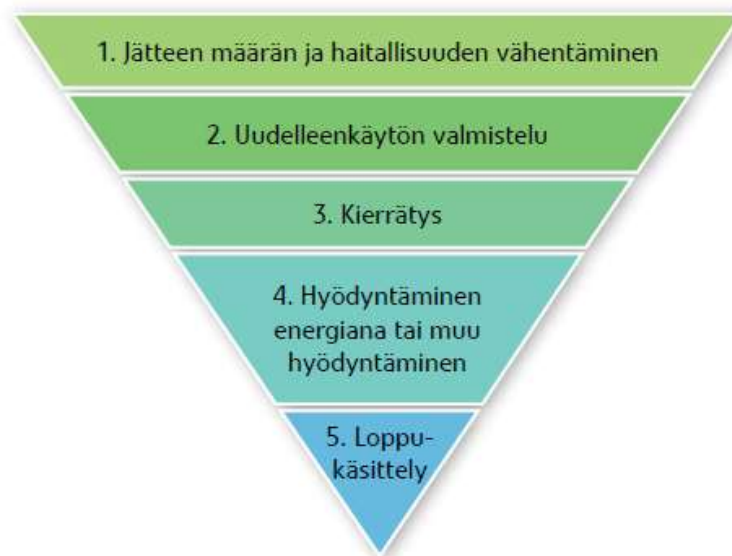 1. Jätteen määrän ja haitallisuuden vähentäminen
2. Uudelleenkäytön valmistelu
3. Kierrätys
4. Hyödyntäminen
energiana tai muu
hyödyntäminen
5. Loppu-
käsittely